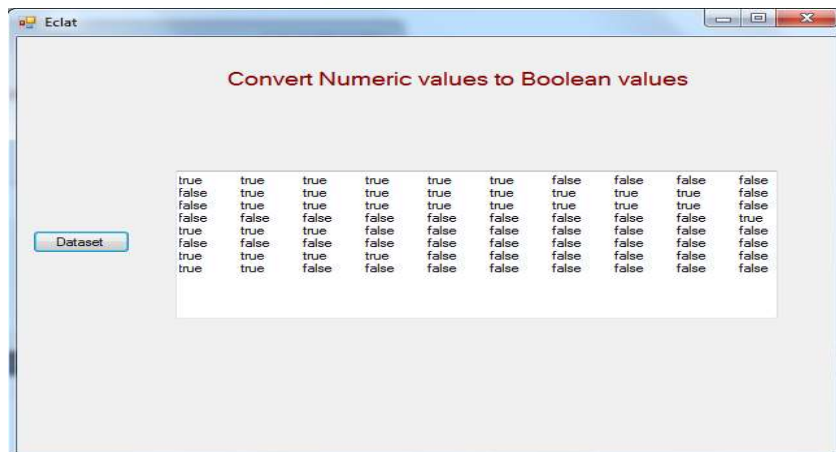 Eclat
Convert Numeric values to Boolean values
true true true true true true false false false false
false true true true true true true true true false
false true true true true true true true true false
false false false false false false false false false true
true true true false false false false false false false
false false false false false false false false false false
true true true true false false false false false false
true true false false false false false false false false
Dataset